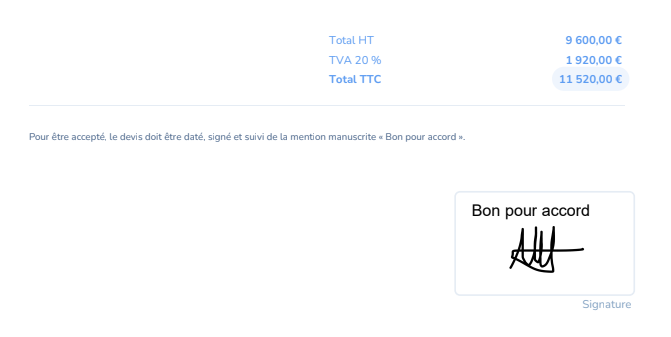 Total HT 9 600,00 €
TVA 20 % 1 920,00 €
Total TTC 11 520,00 €
Pour être accepté, le devis doit être daté, signé et suivi de la mention manuscrite « Bon pour accord ».
Bon pour accord
Signature